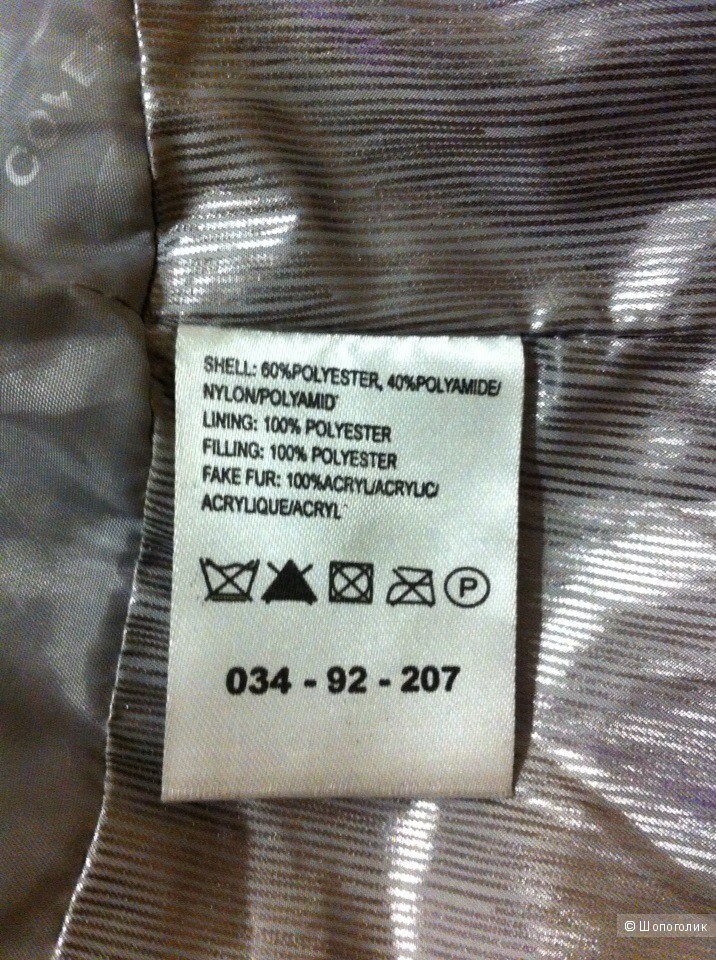 COVER
SHELL: 60%POLYESTER, 40%POLYAMIDE/
NYLON/POLYAMID
LINING: 100% POLYESTER
FILLING: 100% POLYESTER
FAKE FUR: 100%ACRYL/ACRYLIC/
ACRYLIQUE/ACRYL
P
034 - 92 - 207
© Шопоголик